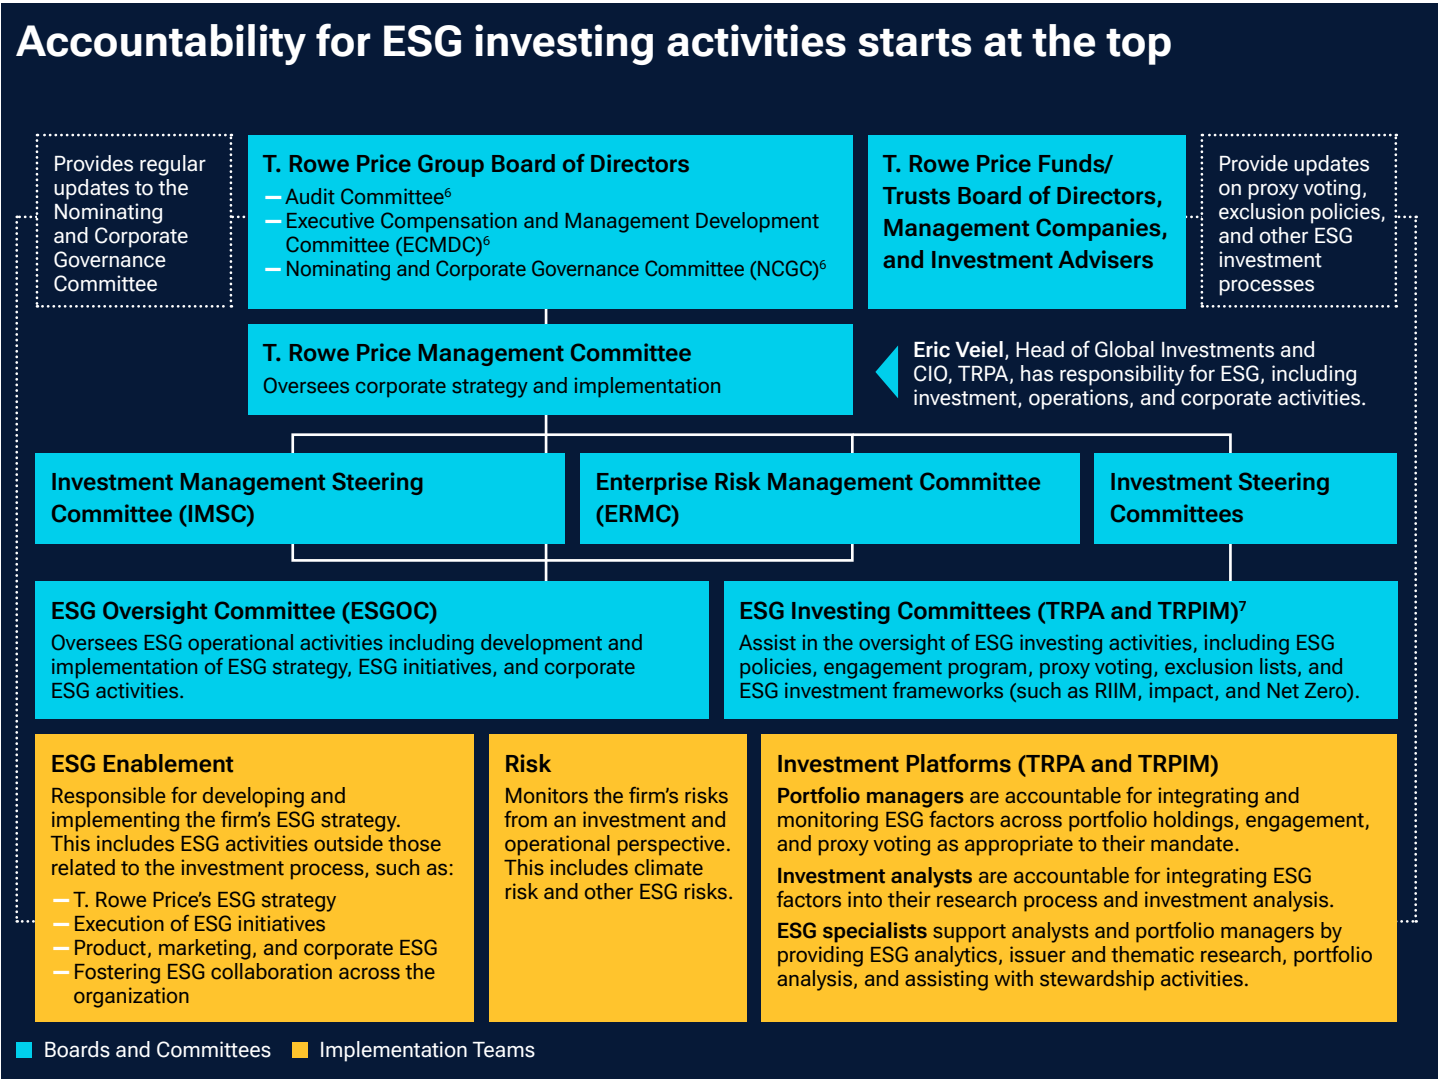 Accountability for ESG investing activities starts at the top
Provides regular
updates to the
Nominating
and Corporate
Governance
Committee
T. Rowe Price Group Board of Directors
— Audit Committee⁶
— Executive Compensation and Management Development
Committee (ECMDC)⁶
— Nominating and Corporate Governance Committee (NCGC)⁶
T. Rowe Price Funds/
Trusts Board of Directors,
Management Companies,
and Investment Advisers
Provide updates
on proxy voting,
exclusion policies,
and other ESG
investment
processes
T. Rowe Price Management Committee
Oversees corporate strategy and implementation
Eric Veiel, Head of Global Investments and
CIO, TRPA, has responsibility for ESG, including
investment, operations, and corporate activities.
Investment Management Steering
Committee (IMSC)
Enterprise Risk Management Committee
(ERMC)
Investment Steering
Committees
ESG Oversight Committee (ESGOC)
Oversees ESG operational activities including development and
implementation of ESG strategy, ESG initiatives, and corporate
ESG activities.
ESG Investing Committees (TRPA and TRPIM)⁷
Assist in the oversight of ESG investing activities, including ESG
policies, engagement program, proxy voting, exclusion lists, and
ESG investment frameworks (such as RIIM, impact, and Net Zero).
ESG Enablement
Responsible for developing and
implementing the firm's ESG strategy.
This includes ESG activities outside those
related to the investment process, such as:
— T. Rowe Price's ESG strategy
— Execution of ESG initiatives
— Product, marketing, and corporate ESG
— Fostering ESG collaboration across the
organization
Risk
Monitors the firm's risks
from an investment and
operational perspective.
This includes climate
risk and other ESG risks.
Investment Platforms (TRPA and TRPIM)
Portfolio managers are accountable for integrating and
monitoring ESG factors across portfolio holdings, engagement,
and proxy voting as appropriate to their mandate.
Investment analysts are accountable for integrating ESG
factors into their research process and investment analysis.
ESG specialists support analysts and portfolio managers by
providing ESG analytics, issuer and thematic research, portfolio
analysis, and assisting with stewardship activities.
Boards and Committees
Implementation Teams